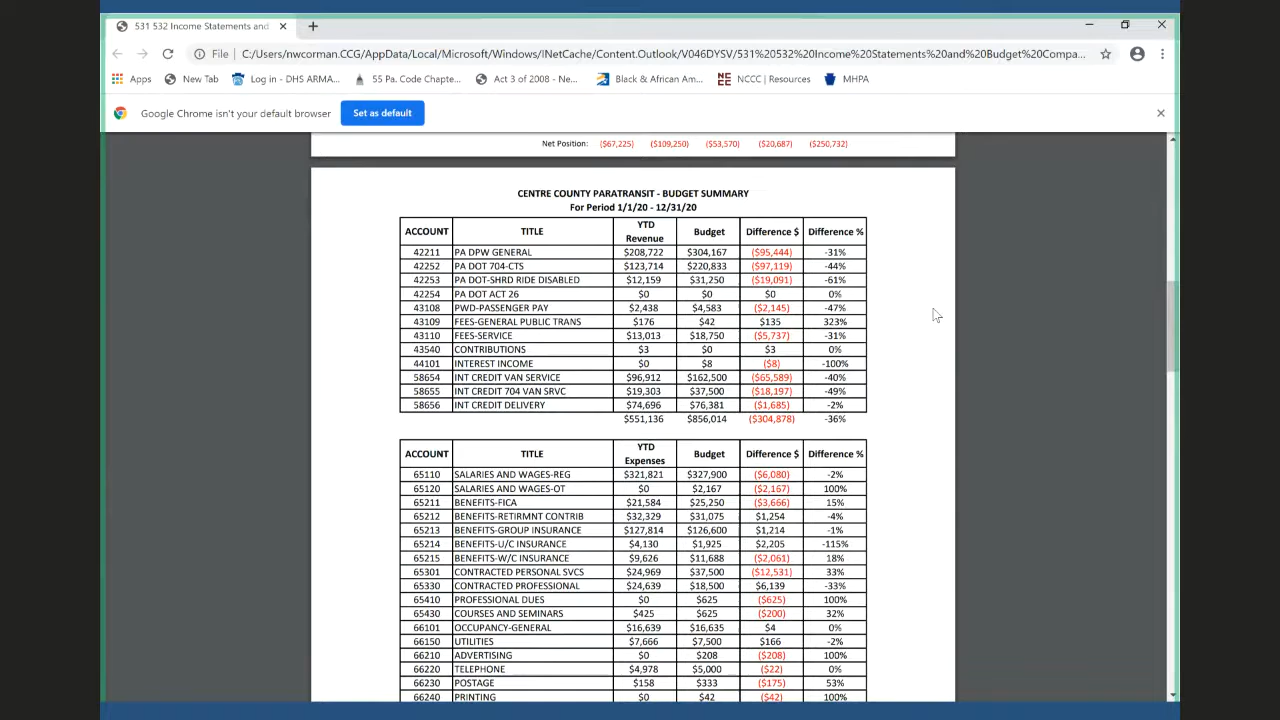 531 532 Income Statements and
File C:/Users/nwcorman.CCG/AppData/Local/Microsoft/Windows/INetCache/Content.Outlook/V046DYSV/531%20532%20Income%20Statements%20and%20Budget%20Compa...
Apps New Tab Log in - DHS ARMA... 55 Pa. Code Chapte... Act 3 of 2008 - Ne... Black & African Am... NCCC | Resources MHPA
Google Chrome isn't your default browser Set as default
Net Position: ($67,225) ($109,250) ($53,570) ($20,687) ($250,732)
CENTRE COUNTY PARATRANSIT - BUDGET SUMMARY
For Period 1/1/20 - 12/31/20
ACCOUNT TITLE YTD Revenue Budget Difference $ Difference %
42211 PA DPW GENERAL $208,722 $304,167 ($95,444) -31%
42252 PA DOT 704-CTS $123,714 $220,833 ($97,119) -44%
42253 PA DOT-SHRD RIDE DISABLED $12,159 $31,250 ($19,091) -61%
42254 PA DOT ACT 26 $0 $0 $0 0%
43108 PWD-PASSENGER PAY $2,438 $4,583 ($2,145) -47%
43109 FEES-GENERAL PUBLIC TRANS $176 $42 $135 323%
43110 FEES-SERVICE $13,013 $18,750 ($5,737) -31%
43540 CONTRIBUTIONS $3 $0 $3 0%
44101 INTEREST INCOME $0 $8 ($8) -100%
58654 INT CREDIT VAN SERVICE $96,912 $162,500 ($65,589) -40%
58655 INT CREDIT 704 VAN SRVC $19,303 $37,500 ($18,197) -49%
58656 INT CREDIT DELIVERY $74,696 $76,381 ($1,685) -2%
$551,136 $856,014 ($304,878) -36%
ACCOUNT TITLE YTD Expenses Budget Difference $ Difference %
65110 SALARIES AND WAGES-REG $321,821 $327,900 ($6,080) -2%
65120 SALARIES AND WAGES-OT $0 $2,167 ($2,167) 100%
65211 BENEFITS-FICA $21,584 $25,250 ($3,666) 15%
65212 BENEFITS-RETIRMNT CONTRIB $32,329 $31,075 $1,254 -4%
65213 BENEFITS-GROUP INSURANCE $127,814 $126,600 $1,214 -1%
65214 BENEFITS-U/C INSURANCE $4,130 $1,925 $2,205 -115%
65215 BENEFITS-W/C INSURANCE $9,626 $11,688 ($2,061) 18%
65301 CONTRACTED PERSONAL SVCS $24,969 $37,500 ($12,531) 33%
65330 CONTRACTED PROFESSIONAL $24,639 $18,500 $6,139 -33%
65410 PROFESSIONAL DUES $0 $625 ($625) 100%
65430 COURSES AND SEMINARS $425 $625 ($200) 32%
66101 OCCUPANCY-GENERAL $16,639 $16,635 $4 0%
66150 UTILITIES $7,666 $7,500 $166 -2%
66210 ADVERTISING $0 $208 ($208) 100%
66220 TELEPHONE $4,978 $5,000 ($22) 0%
66230 POSTAGE $158 $333 ($175) 53%
66240 PRINTING $0 $42 ($42) 100%